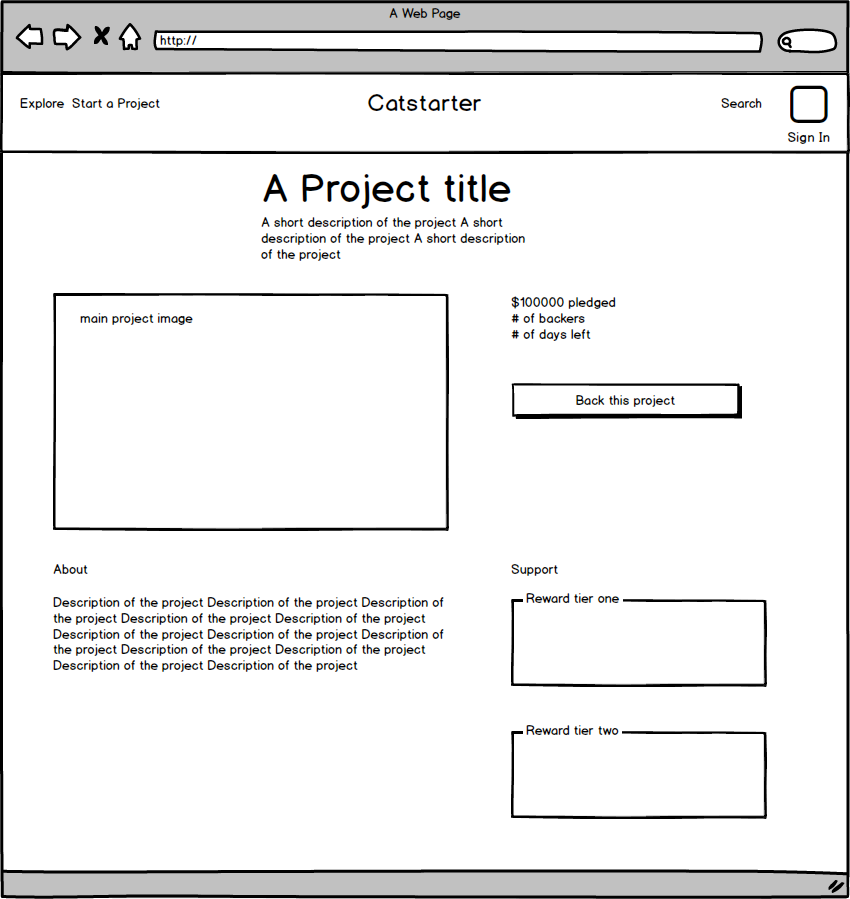 A Web Page
http://
Explore Start a Project
Catstarter
Search
Sign In
A Project title
A short description of the project A short
description of the project A short description
of the project
main project image
$100000 pledged
# of backers
# of days left
Back this project
About
Description of the project Description of the project Description of
the project Description of the project Description of the project
Description of the project Description of the project Description of
the project Description of the project Description of the project
Description of the project Description of the project
Support
Reward tier one
Reward tier two